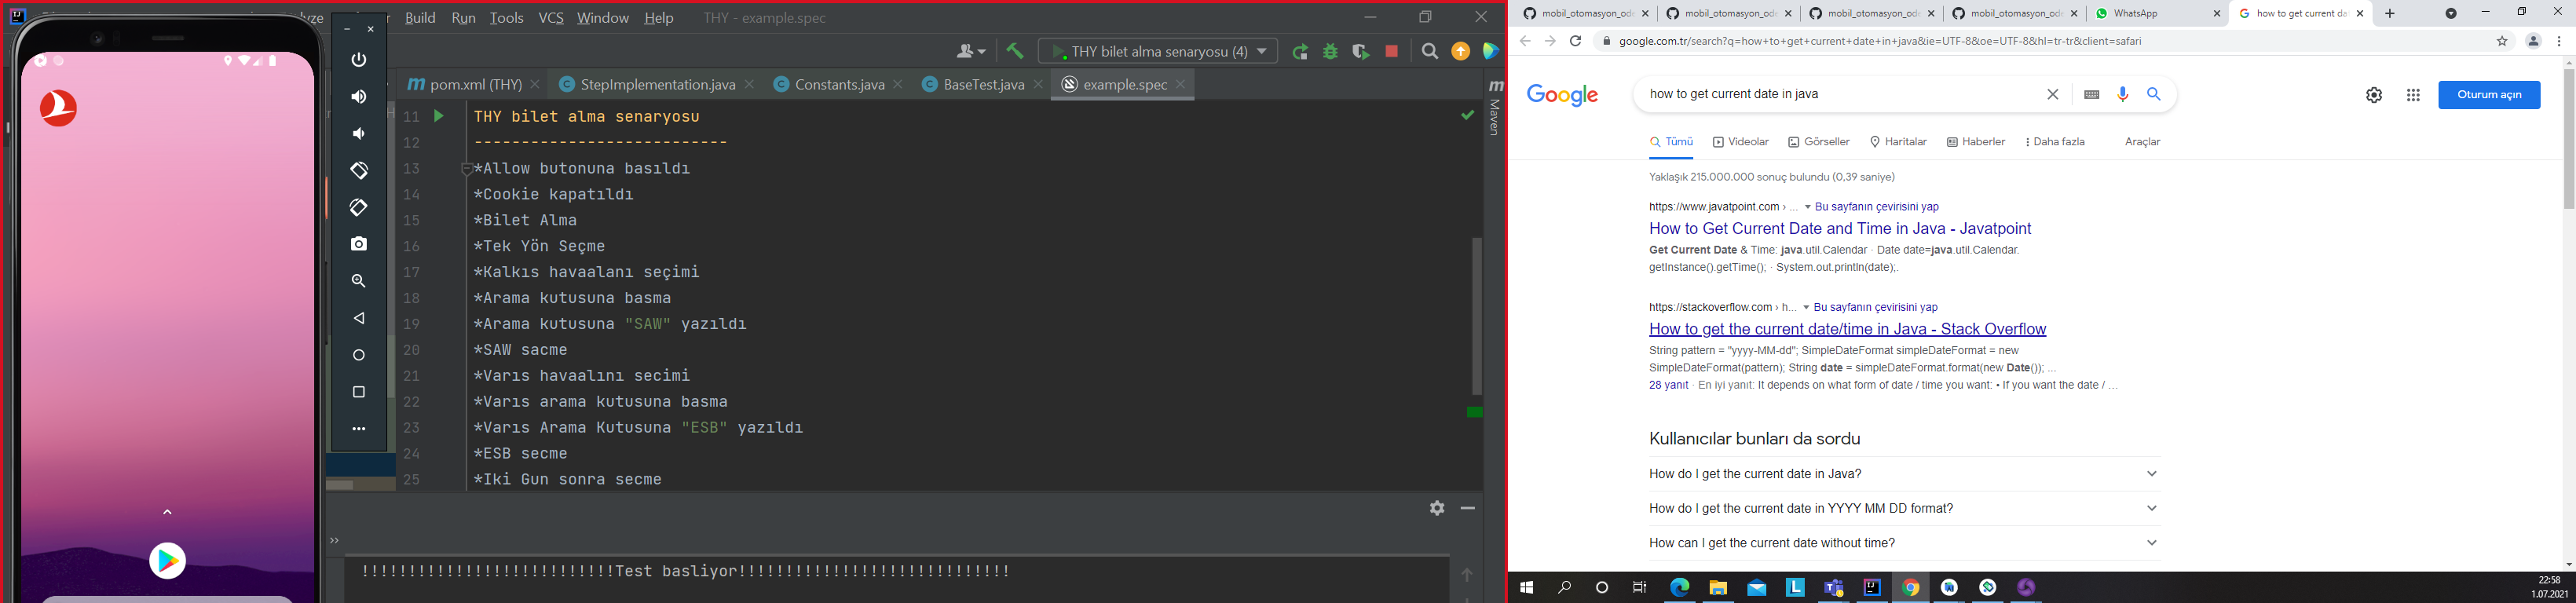 Build Run Tools VCS Window Help THY - example.spec
THY bilet alma senaryosu (4)
pom.xml (THY) StepImplementation.java Constants.java BaseTest.java example.spec
Maven
11 THY bilet alma senaryosu
12 ---------------------------
13 *Allow butonuna basıldı
14 *Cookie kapatıldı
15 *Bilet Alma
16 *Tek Yön Seçme
17 *Kalkıs havaalanı seçimi
18 *Arama kutusuna basma
19 *Arama kutusuna "SAW" yazıldı
20 *SAW sacme
21 *Varıs havaalını secimi
22 *Varıs arama kutusuna basma
23 *Varıs Arama Kutusuna "ESB" yazıldı
24 *ESB secme
25 *Iki Gun sonra secme
!!!!!!!!!!!!!!!!!!!!!!!!!!!Test basliyor!!!!!!!!!!!!!!!!!!!!!!!!!!!!!
mobil_otomasyon_ode mobil_otomasyon_ode mobil_otomasyon_ode mobil_otomasyon_ode WhatsApp how to get current da
google.com.tr/search?q=how+to+get+current+date+in+java&ie=UTF-8&oe=UTF-8&hl=tr-tr&client=safari
Google how to get current date in java Oturum açın
Tümü Videolar Görseller Haritalar Haberler Daha fazla Araçlar
Yaklaşık 215.000.000 sonuç bulundu (0,39 saniye)
https://www.javatpoint.com › ... Bu sayfanın çevirisini yap
How to Get Current Date and Time in Java - Javatpoint
Get Current Date & Time: java.util.Calendar · Date date=java.util.Calendar.
getInstance().getTime(); · System.out.println(date);.
https://stackoverflow.com › h... Bu sayfanın çevirisini yap
How to get the current date/time in Java - Stack Overflow
String pattern = "yyyy-MM-dd"; SimpleDateFormat simpleDateFormat = new
SimpleDateFormat(pattern); String date = simpleDateFormat.format(new Date()); ...
28 yanıt · En iyi yanıt: It depends on what form of date / time you want: • If you want the date / …
Kullanıcılar bunları da sordu
How do I get the current date in Java?
How do I get the current date in YYYY MM DD format?
How can I get the current date without time?
22:58
1.07.2021